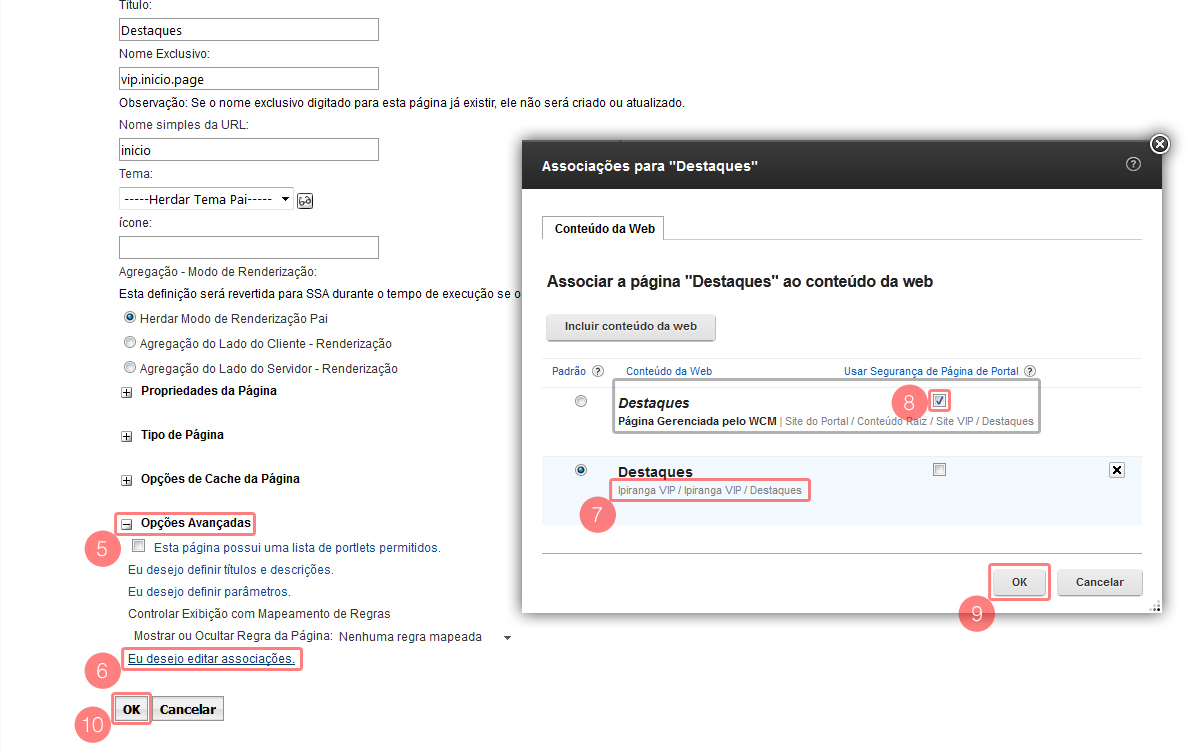 Título:
Destaques
Nome Exclusivo:
vip.inicio.page
Observação: Se o nome exclusivo digitado para esta página já existir, ele não será criado ou atualizado.
Nome simples da URL:
inicio
Tema:
-----Herdar Tema Pai-----
ícone:
Agregação - Modo de Renderização:
Esta definição será revertida para SSA durante o tempo de execução se o
Herdar Modo de Renderização Pai
Agregação do Lado do Cliente - Renderização
Agregação do Lado do Servidor - Renderização
Propriedades da Página
Tipo de Página
Opções de Cache da Página
Opções Avançadas
5
Esta página possui uma lista de portlets permitidos.
Eu desejo definir títulos e descrições.
Eu desejo definir parâmetros.
Controlar Exibição com Mapeamento de Regras
Mostrar ou Ocultar Regra da Página: Nenhuma regra mapeada
Eu desejo editar associações.
6
OK Cancelar
10
Associações para "Destaques"
?
Conteúdo da Web
Associar a página "Destaques" ao conteúdo da web
Incluir conteúdo da web
Padrão ? Conteúdo da Web Usar Segurança de Página de Portal ?
Destaques
8
Página Gerenciada pelo WCM | Site do Portal / Conteúdo Raiz / Site VIP / Destaques
Destaques
Ipiranga VIP / Ipiranga VIP / Destaques
7
OK Cancelar
9